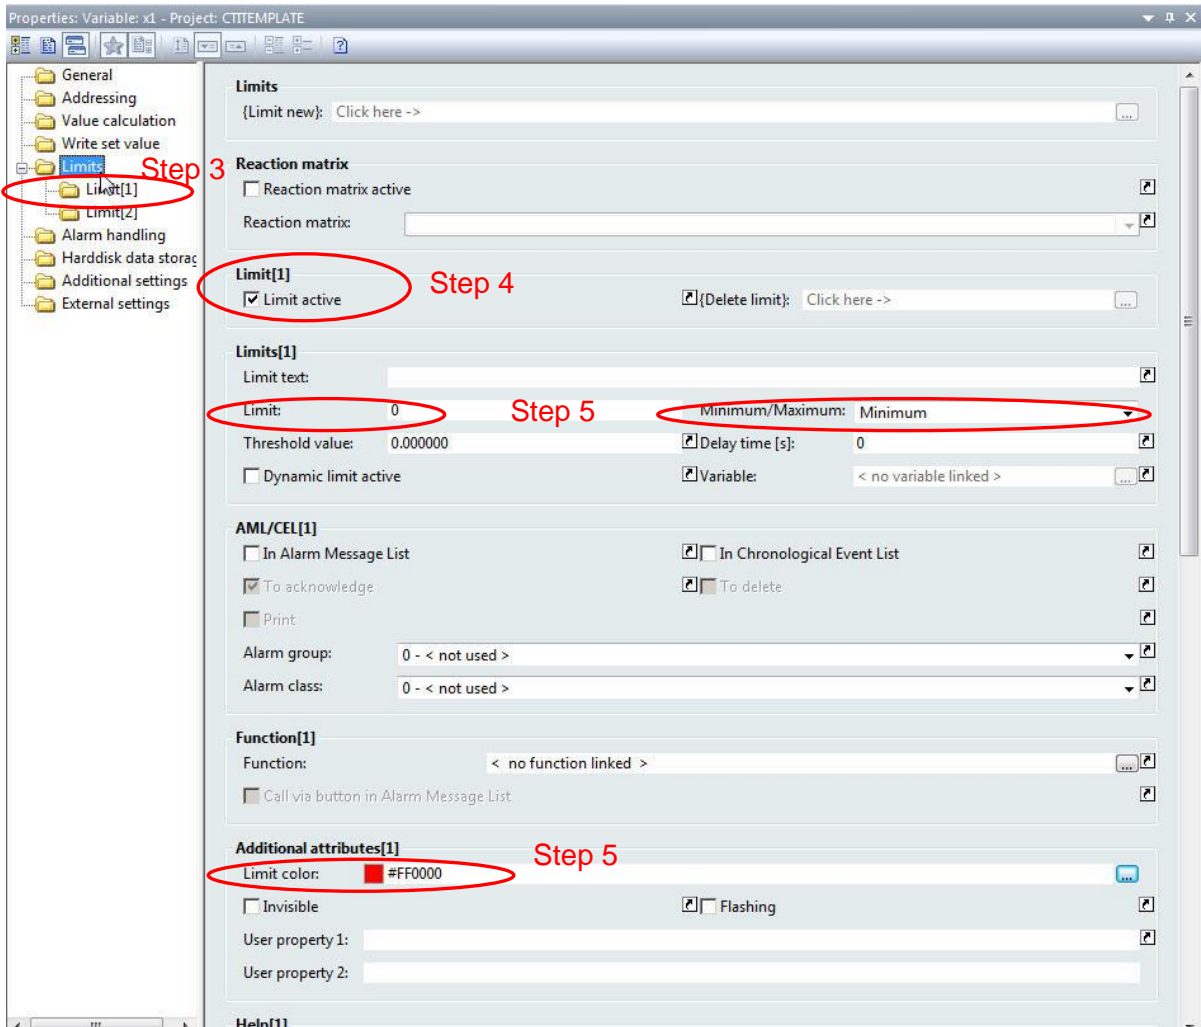 Properties: Variable: x1 - Project: CTITEMPLATE
General
Addressing
Value calculation
Write set value
Limits
Step 3
Limit[1]
Limit[2]
Alarm handling
Harddisk data storag
Additional settings
External settings
Limits
{Limit new}: Click here ->
...
Reaction matrix
Reaction matrix active
Reaction matrix:
Limit[1]
Step 4
Limit active
{Delete limit}: Click here ->
...
Limits[1]
Limit text:
Limit: 0
Step 5
Minimum/Maximum: Minimum
Threshold value: 0.000000
Delay time [s]: 0
Dynamic limit active
Variable: < no variable linked >
...
AML/CEL[1]
In Alarm Message List
In Chronological Event List
To acknowledge
To delete
Print
Alarm group: 0 - < not used >
Alarm class: 0 - < not used >
Function[1]
Function: < no function linked >
...
Call via button in Alarm Message List
Additional attributes[1]
Step 5
Limit color: #FF0000
...
Invisible
Flashing
User property 1:
User property 2:
Help[1]